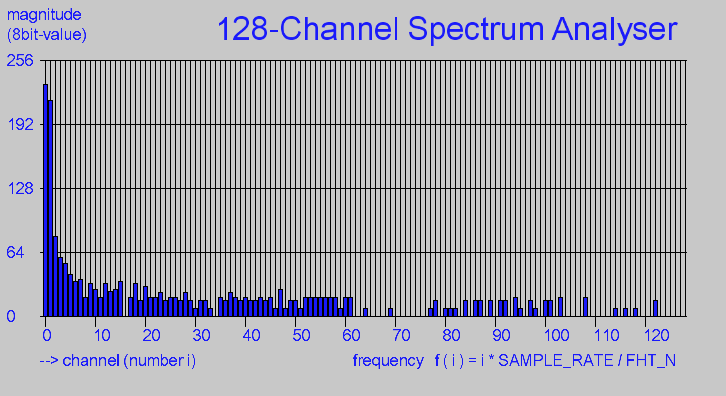 magnitude
(8bit-value)
128-Channel Spectrum Analyser
256
192
128
64
0
0 10 20 30 40 50 60 70 80 90 100 110 120
--> channel (number i)
frequency f ( i ) = i * SAMPLE_RATE / FHT_N